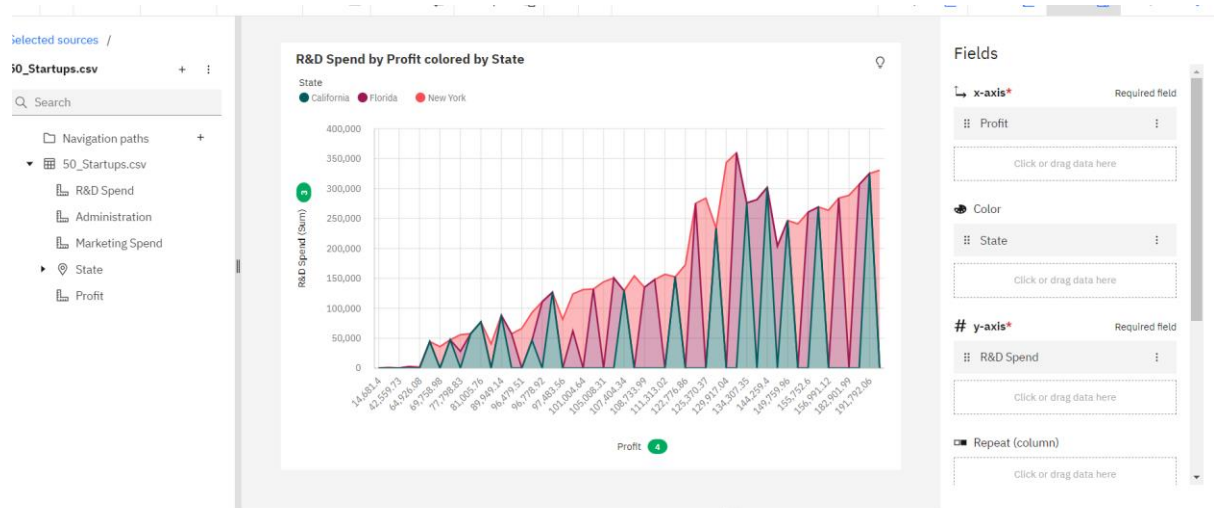 Selected sources /
50_Startups.csv + ⋮
Search
Navigation paths +
50_Startups.csv
R&D Spend
Administration
Marketing Spend
State
Profit
R&D Spend by Profit colored by State
State
California Florida New York
400,000
350,000
300,000
250,000
200,000
150,000
100,000
50,000
0
R&D Spend (Sum) 3
14,681.4 42,559.73 64,926.08 69,758.98 77,798.83 81,005.76 89,949.14 96,479.51 96,778.92 97,483.56 101,004.64 105,008.31 107,404.34 108,733.99 111,313.02 122,776.86 125,370.37 129,917.04 134,307.35 144,259.4 149,759.96 155,752.6 156,991.12 182,901.99 191,792.06
Profit 4
Fields
x-axis* Required field
Profit
Click or drag data here
Color
State
Click or drag data here
# y-axis* Required field
R&D Spend
Click or drag data here
Repeat (column)
Click or drag data here